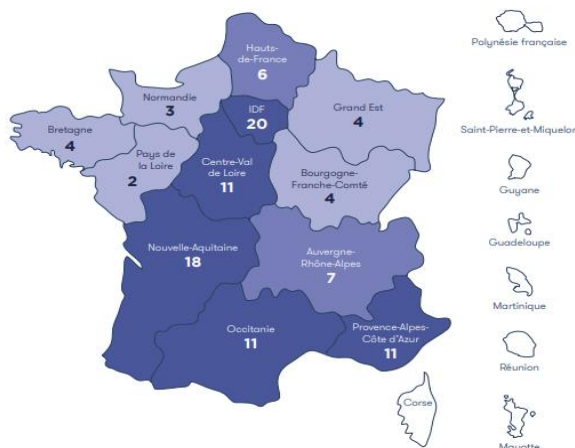 Hauts-
de-France
6
Normandie
3
IDF
20
Grand Est
4
Bretagne
4
Pays de
la Loire
2
Centre-Val
de Loire
11
Bourgogne-
Franche-Comté
4
Nouvelle-Aquitaine
18
Auvergne-
Rhône-Alpes
7
Occitanie
11
Provence-Alpes-
Côte d'Azur
11
Corse
Polynésie française
Saint-Pierre-et-Miquelon
Guyane
Guadeloupe
Martinique
Réunion
Mayotte